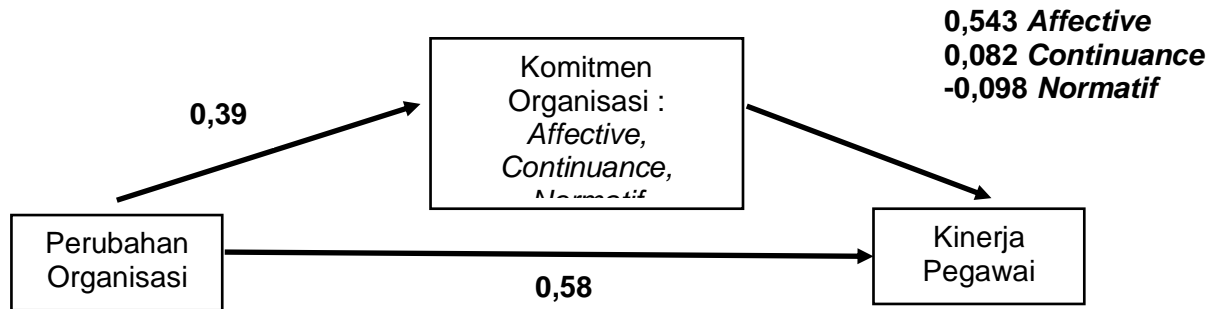 0,543 Affective
0,082 Continuance
-0,098 Normatif
Komitmen
Organisasi :
Affective,
Continuance,
Normatif
0,39
Perubahan
Organisasi
Kinerja
Pegawai
0,58